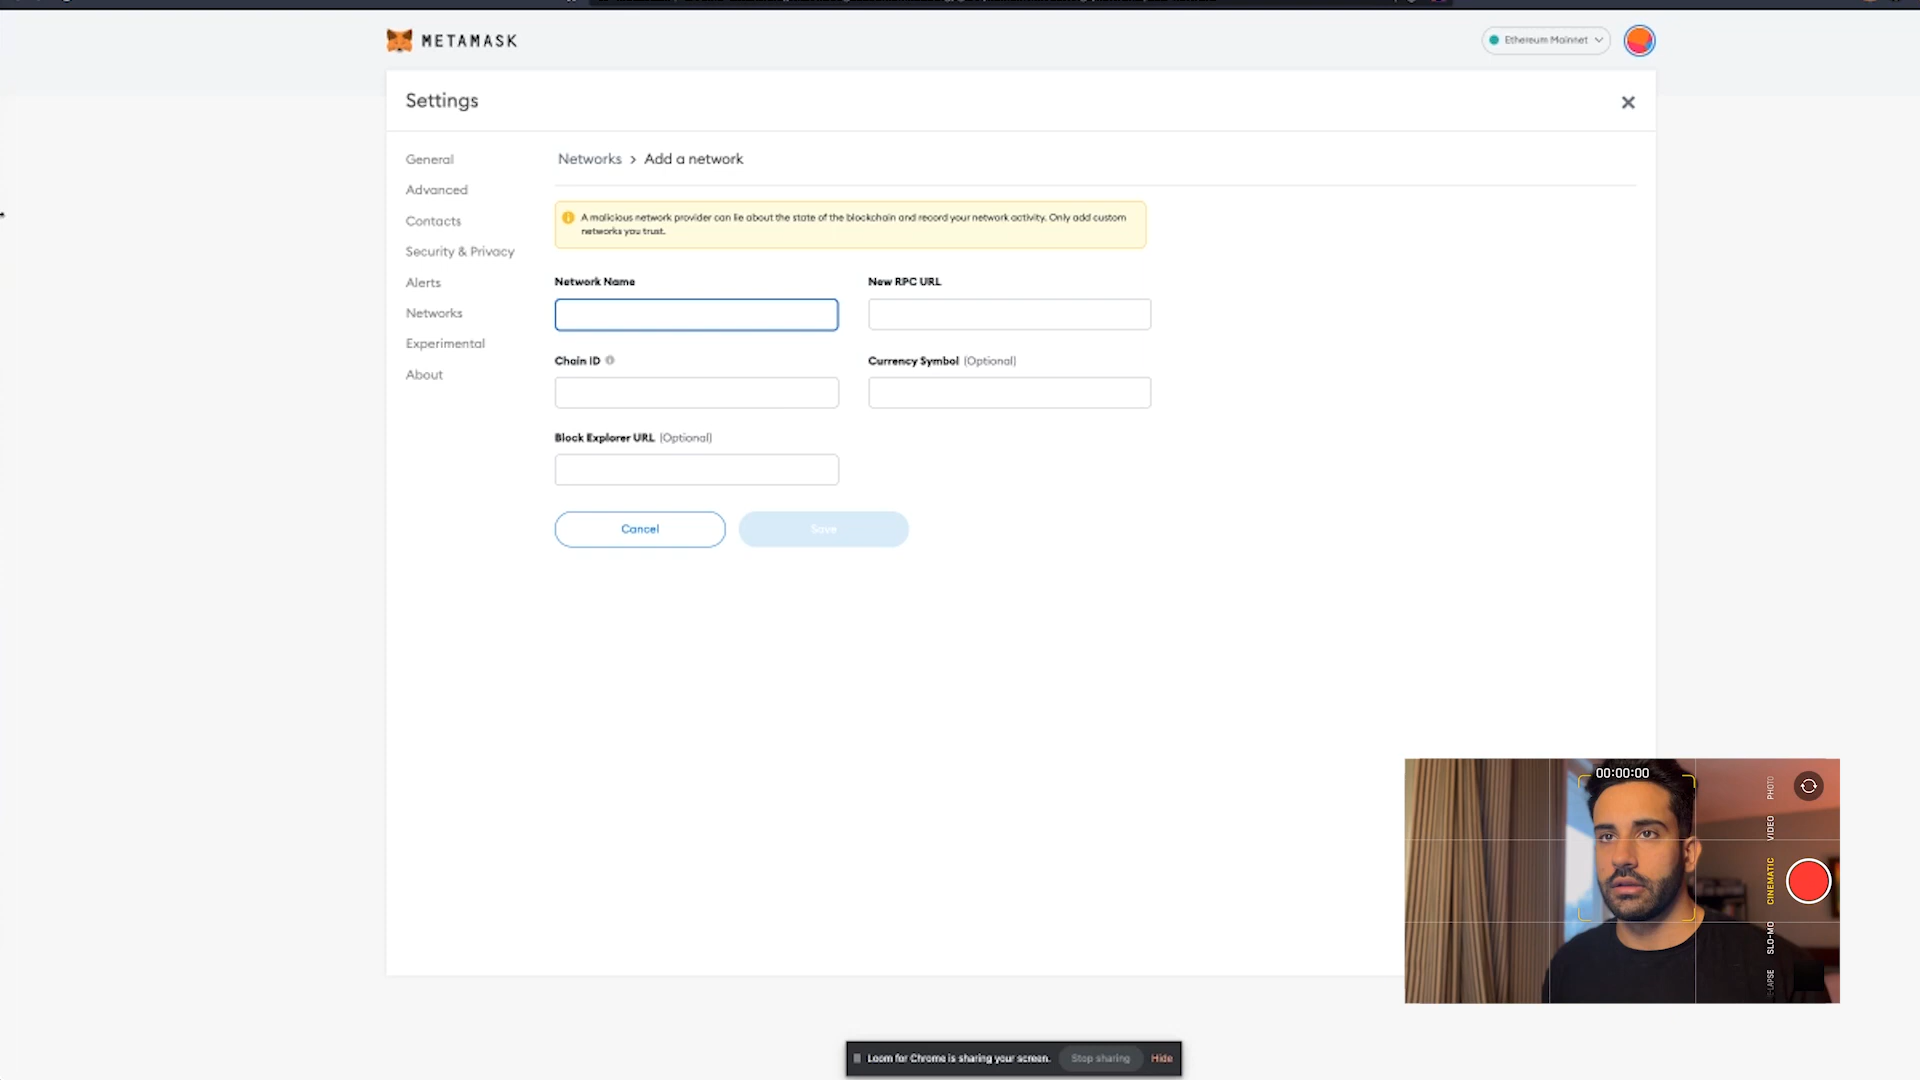 METAMASK
Ethereum Mainnet
Settings
General
Advanced
Contacts
Security & Privacy
Alerts
Networks
Experimental
About
Networks > Add a network
A malicious network provider can lie about the state of the blockchain and record your network activity. Only add custom
networks you trust.
Network Name
New RPC URL
Chain ID
Currency Symbol (Optional)
Block Explorer URL (Optional)
Cancel
Save
00:00:00
PHOTO
VIDEO
CINEMATIC
SLO-MO
LAPSE
Loom for Chrome is sharing your screen.
Stop sharing
Hide